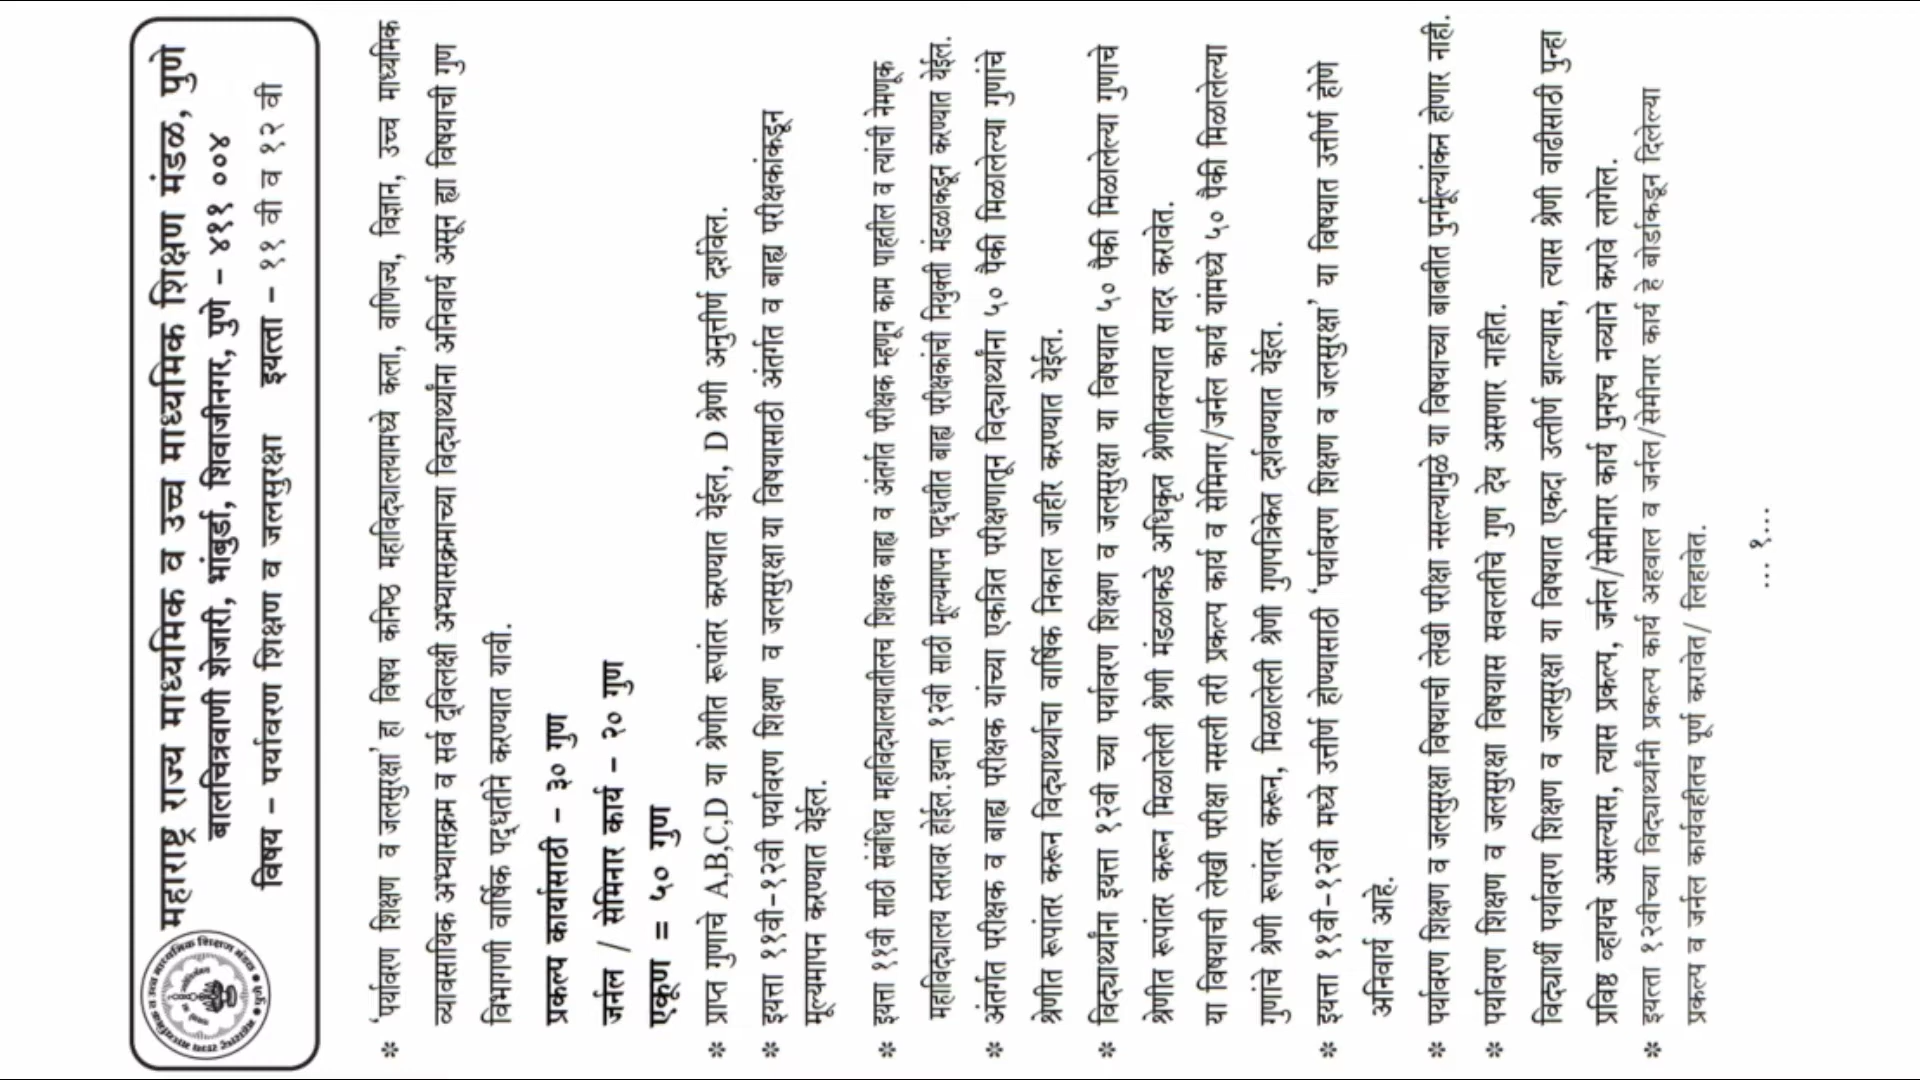 महाराष्ट्र राज्य माध्यमिक व उच्च माध्यमिक शिक्षण मंडळ, पुणे
बालचित्रवाणी शेजारी, भांबुर्डा, शिवाजीनगर, पुणे - ४११ ००४
विषय - पर्यावरण शिक्षण व जलसुरक्षा इयत्ता - ११ वी व १२ वी
* 'पर्यावरण शिक्षण व जलसुरक्षा' हा विषय कनिष्ठ महाविद्यालयामध्ये कला, वाणिज्य, विज्ञान, उच्च माध्यमिक
व्यावसायिक अभ्यासक्रम व सर्व द्विलक्षी अभ्यासक्रमाच्या विद्यार्थ्यांना अनिवार्य असून ह्या विषयाची गुण
विभागणी वार्षिक पद्धतीने करण्यात यावी.
प्रकल्प कार्यासाठी - ३० गुण
जर्नल / सेमिनार कार्य - २० गुण
एकूण = ५० गुण
* प्राप्त गुणाचे A,B,C,D या श्रेणीत रूपांतर करण्यात येईल, D श्रेणी अनुत्तीर्ण दर्शवेल.
* इयत्ता ११वी-१२वी पर्यावरण शिक्षण व जलसुरक्षा या विषयासाठी अंतर्गत व बाह्य परीक्षकांकडून
मूल्यमापन करण्यात येईल.
* इयत्ता ११वी साठी संबंधित महाविद्यालयातीलच शिक्षक बाह्य व अंतर्गत परीक्षक म्हणून काम पाहतील व त्यांची नेमणूक
महाविद्यालय स्तरावर होईल. इयत्ता १२वी साठी मूल्यमापन पद्धतीत बाह्य परीक्षकांची नियुक्ती मंडळाकडून करण्यात येईल.
* अंतर्गत परीक्षक व बाह्य परीक्षक यांच्या एकत्रित परीक्षणातून विद्यार्थ्यांना ५० पैकी मिळालेल्या गुणांचे
श्रेणीत रूपांतर करून विद्यार्थ्याचा वार्षिक निकाल जाहीर करण्यात येईल.
* विद्यार्थ्यांना इयत्ता १२वी च्या पर्यावरण शिक्षण व जलसुरक्षा या विषयात ५० पैकी मिळालेल्या गुणाचे
श्रेणीत रूपांतर करून मिळालेली श्रेणी मंडळाकडे अधिकृत श्रेणीतक्त्यात सादर करावेत.
या विषयाची लेखी परीक्षा नसली तरी प्रकल्प कार्य व सेमिनार/जर्नल कार्य यांमध्ये ५० पैकी मिळालेल्या
गुणांचे श्रेणी रूपांतर करून, मिळालेली श्रेणी गुणपत्रिकेत दर्शवण्यात येईल.
* इयत्ता ११वी-१२वी मध्ये उत्तीर्ण होण्यासाठी 'पर्यावरण शिक्षण व जलसुरक्षा' या विषयात उत्तीर्ण होणे
अनिवार्य आहे.
* पर्यावरण शिक्षण व जलसुरक्षा विषयाची लेखी परीक्षा नसल्यामुळे या विषयाच्या बाबतीत पुनर्मूल्यांकन होणार नाही.
* पर्यावरण शिक्षण व जलसुरक्षा विषयास सवलतीचे गुण देय असणार नाहीत.
विद्यार्थी पर्यावरण शिक्षण व जलसुरक्षा या विषयात एकदा उत्तीर्ण झाल्यास, त्यास श्रेणी वाढीसाठी पुन्हा
प्रविष्ठ व्हायचे असल्यास, त्यास प्रकल्प, जर्नल/सेमीनार कार्य पुनश्च नव्याने करावे लागेल.
* इयत्ता १२वीच्या विद्यार्थ्यांनी प्रकल्प कार्य अहवाल व जर्नल/सेमीनार कार्य हे बोर्डाकडून दिलेल्या
प्रकल्प व जर्नल कार्यवहीतच पूर्ण करावेत/ लिहावेत.
... १...